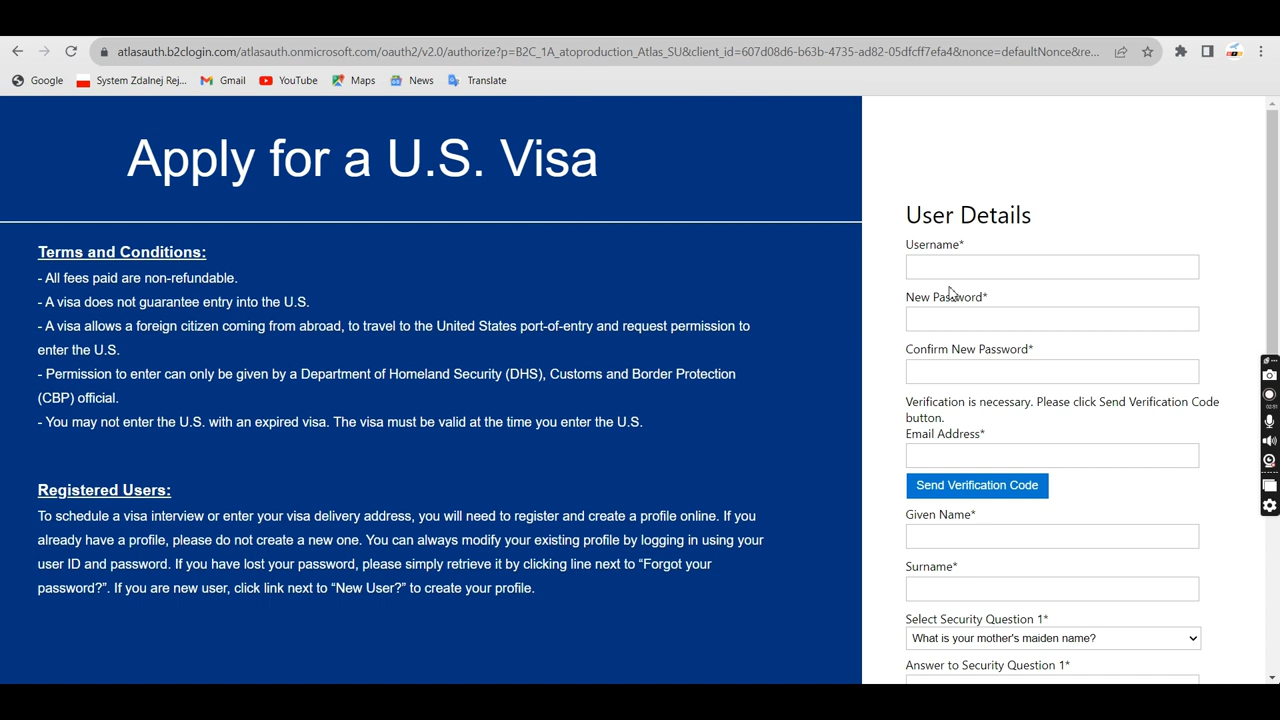 atlasauth.b2clogin.com/atlasauth.onmicrosoft.com/oauth2/v2.0/authorize?p=B2C_1A_atoproduction_Atlas_SU&client_id=607d08d6-b63b-4735-ad82-05dfcff7efa4&nonce=defaultNonce&re...
Google System Zdalnej Rej... Gmail YouTube Maps News Translate
Apply for a U.S. Visa
Terms and Conditions:
- All fees paid are non-refundable.
- A visa does not guarantee entry into the U.S.
- A visa allows a foreign citizen coming from abroad, to travel to the United States port-of-entry and request permission to
enter the U.S.
- Permission to enter can only be given by a Department of Homeland Security (DHS), Customs and Border Protection
(CBP) official.
- You may not enter the U.S. with an expired visa. The visa must be valid at the time you enter the U.S.
Registered Users:
To schedule a visa interview or enter your visa delivery address, you will need to register and create a profile online. If you
already have a profile, please do not create a new one. You can always modify your existing profile by logging in using your
user ID and password. If you have lost your password, please simply retrieve it by clicking line next to “Forgot your
password?”. If you are new user, click link next to “New User?” to create your profile.
User Details
Username*
New Password*
Confirm New Password*
Verification is necessary. Please click Send Verification Code
button.
Email Address*
Send Verification Code
Given Name*
Surname*
Select Security Question 1*
What is your mother's maiden name?
Answer to Security Question 1*